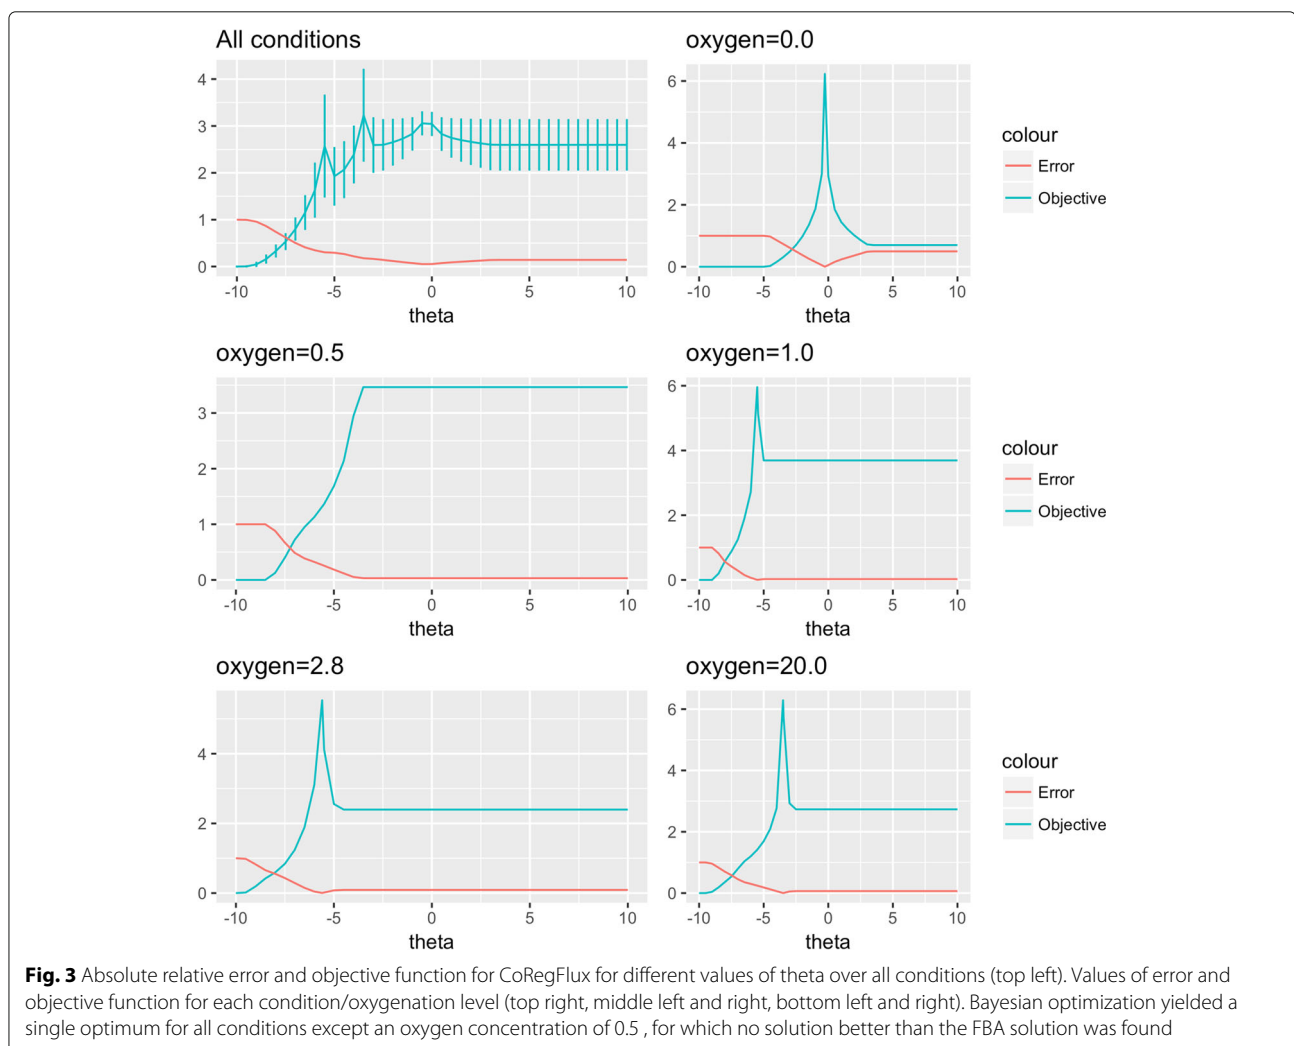 All conditions
4
3
2
1
0
-10 -5 0 5 10
theta
oxygen=0.0
6
4
2
0
-10 -5 0 5 10
theta
colour
Error
Objective
oxygen=0.5
3
2
1
0
-10 -5 0 5 10
theta
oxygen=1.0
6
4
2
0
-10 -5 0 5 10
theta
colour
Error
Objective
oxygen=2.8
4
2
0
-10 -5 0 5 10
theta
oxygen=20.0
6
4
2
0
-10 -5 0 5 10
theta
colour
Error
Objective
Fig. 3 Absolute relative error and objective function for CoRegFlux for different values of theta over all conditions (top left). Values of error and
objective function for each condition/oxygenation level (top right, middle left and right, bottom left and right). Bayesian optimization yielded a
single optimum for all conditions except an oxygen concentration of 0.5 , for which no solution better than the FBA solution was found